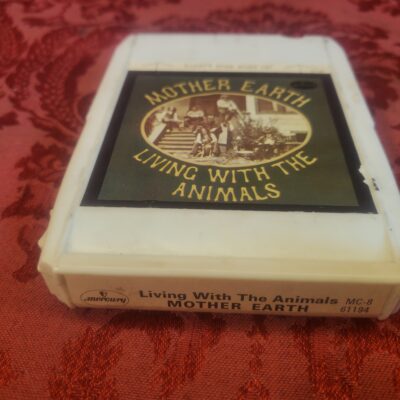 MOTHER EARTH
LIVING WITH THE
ANIMALS
mercury
Living With The Animals MC-8
MOTHER EARTH 61194